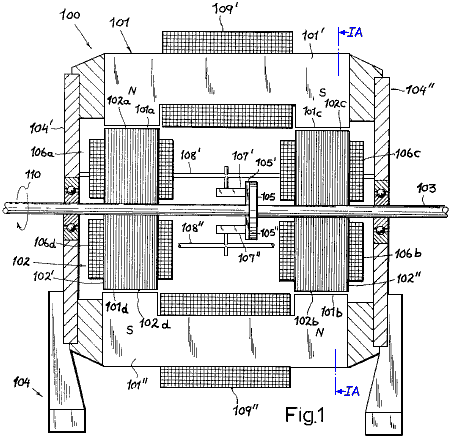 109'
100
101
101'
IA
N
S
102a
101a
101c
102c
104'
104"
106a
108'
107'
105'
106c
110
105
103
106d
108"
105"
106b
102
107"
102'
102"
101d
102d
102b
101b
S
N
101"
104
IA
109"
Fig.1